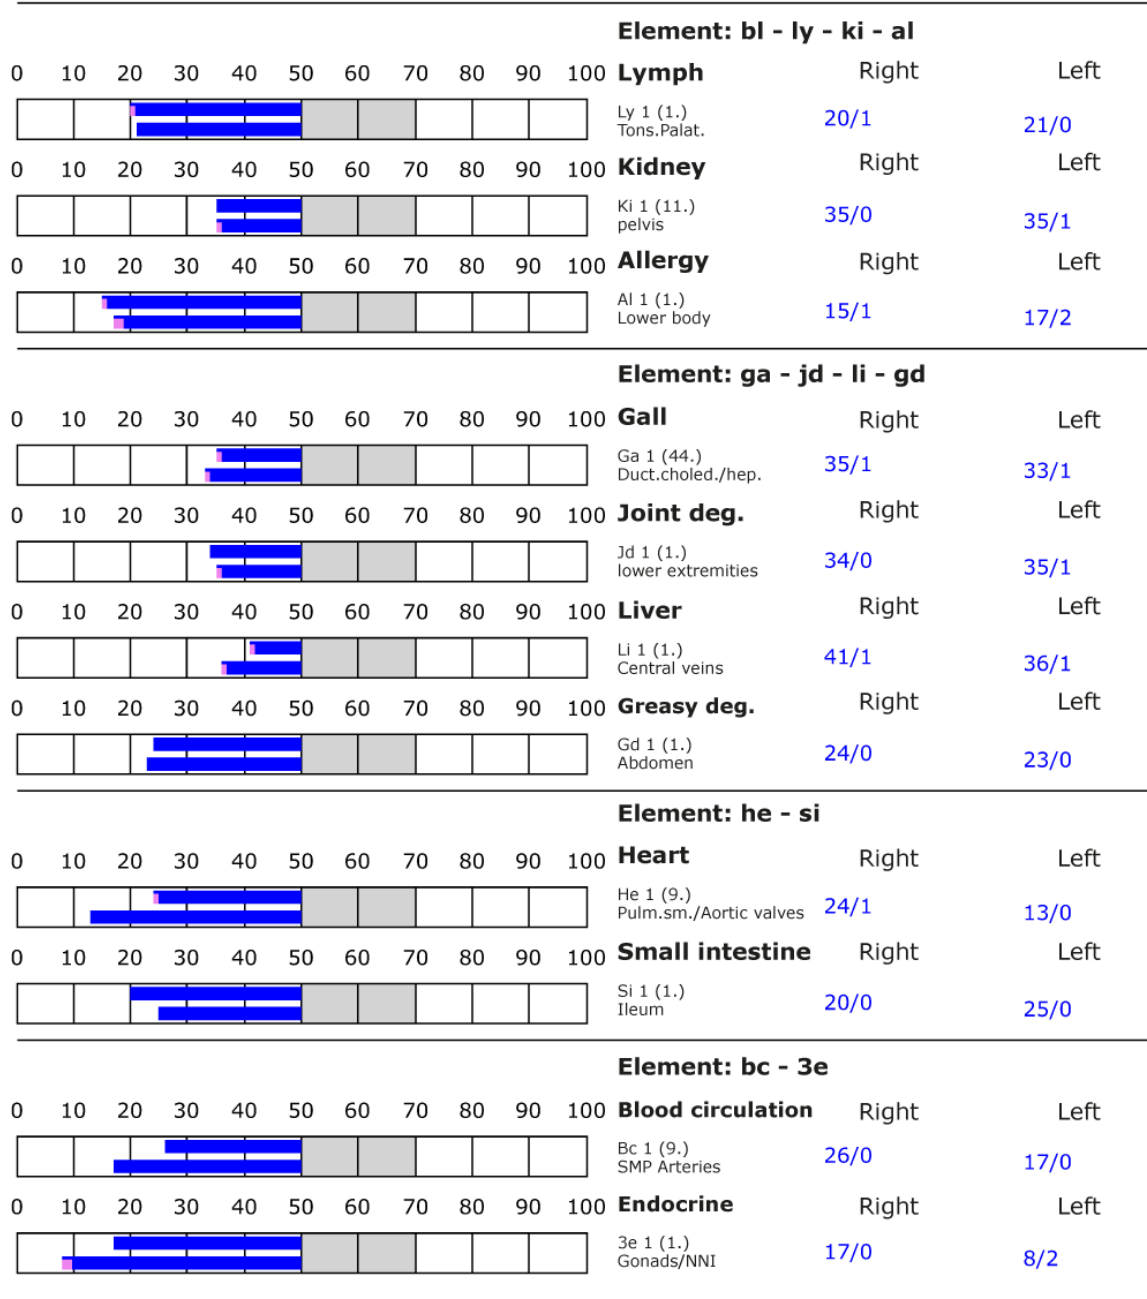 Element: bl - ly - ki - al
0 10 20 30 40 50 60 70 80 90 100 Lymph Right Left
Ly 1 (1.) 20/1 21/0
Tons.Palat.
0 10 20 30 40 50 60 70 80 90 100 Kidney Right Left
Ki 1 (11.) 35/0 35/1
pelvis
0 10 20 30 40 50 60 70 80 90 100 Allergy Right Left
Al 1 (1.) 15/1 17/2
Lower body
Element: ga - jd - li - gd
0 10 20 30 40 50 60 70 80 90 100 Gall Right Left
Ga 1 (44.) 35/1 33/1
Duct.choled./hep.
0 10 20 30 40 50 60 70 80 90 100 Joint deg. Right Left
Jd 1 (1.) 34/0 35/1
lower extremities
0 10 20 30 40 50 60 70 80 90 100 Liver Right Left
Li 1 (1.) 41/1 36/1
Central veins
0 10 20 30 40 50 60 70 80 90 100 Greasy deg. Right Left
Gd 1 (1.) 24/0 23/0
Abdomen
Element: he - si
0 10 20 30 40 50 60 70 80 90 100 Heart Right Left
He 1 (9.) 24/1 13/0
Pulm.sm./Aortic valves
0 10 20 30 40 50 60 70 80 90 100 Small intestine Right Left
Si 1 (1.) 20/0 25/0
Ileum
Element: bc - 3e
0 10 20 30 40 50 60 70 80 90 100 Blood circulation Right Left
Bc 1 (9.) 26/0 17/0
SMP Arteries
0 10 20 30 40 50 60 70 80 90 100 Endocrine Right Left
3e 1 (1.) 17/0 8/2
Gonads/NNI